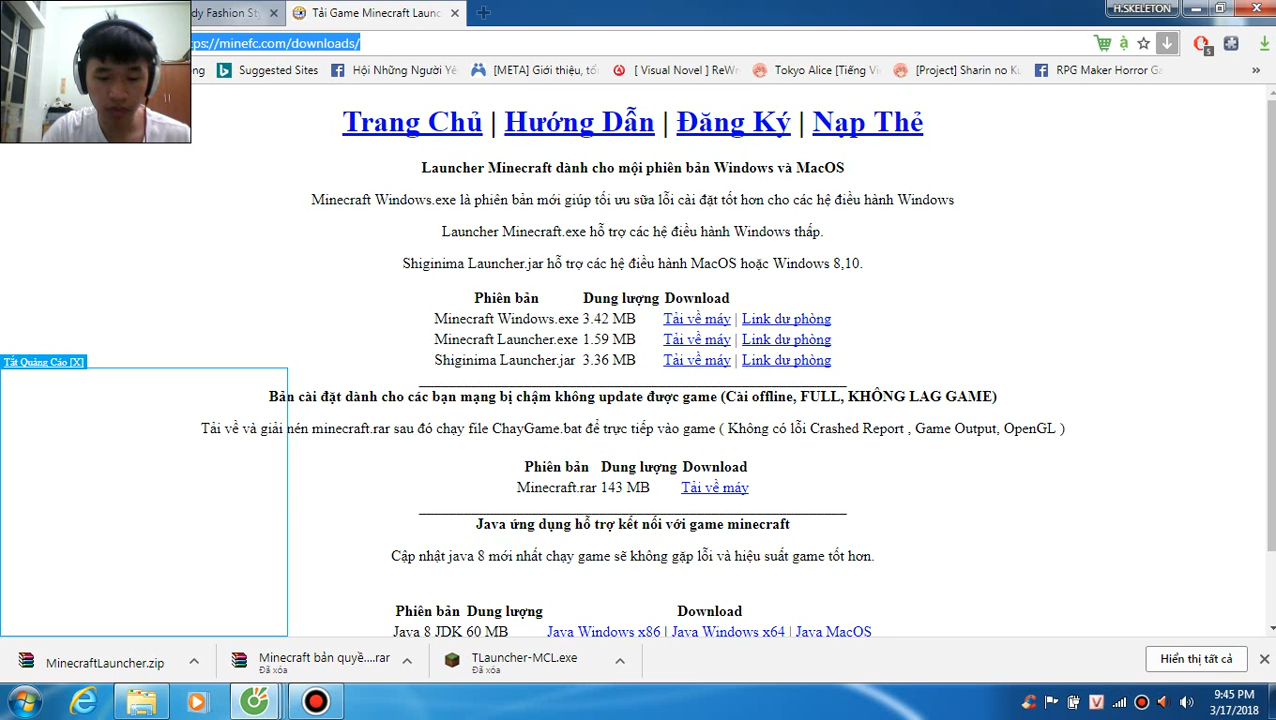 dy Fashion St
Tải Game Minecraft Launc
H.SKELETON
ps://minefc.com/downloads/
5
ng
Suggested Sites
Hội Những Người Yê
[META] Giới thiệu, tổ
[ Visual Novel ] ReWr
Tokyo Alice [Tiếng Vi
[Project] Sharin no Ku
RPG Maker Horror Ga
»
Trang Chủ | Hướng Dẫn | Đăng Ký | Nạp Thẻ
Launcher Minecraft dành cho mội phiên bản Windows và MacOS
Minecraft Windows.exe là phiên bản mới giúp tối ưu sữa lỗi cài đặt tốt hơn cho các hệ điều hành Windows
Launcher Minecraft.exe hỗ trợ các hệ điều hành Windows thấp.
Shiginima Launcher.jar hỗ trợ các hệ điều hành MacOS hoặc Windows 8,10.
Phiên bản Dung lượng Download
Minecraft Windows.exe 3.42 MB Tải về máy | Link dự phòng
Minecraft Launcher.exe 1.59 MB Tải về máy | Link dự phòng
Shiginima Launcher.jar 3.36 MB Tải về máy | Link dự phòng
Tắt Quảng Cáo [X]
Bản cài đặt dành cho các bạn mạng bị chậm không update được game (Cài offline, FULL, KHÔNG LAG GAME)
Tải về và giải nén minecraft.rar sau đó chạy file ChayGame.bat để trực tiếp vào game ( Không có lỗi Crashed Report , Game Output, OpenGL )
Phiên bản Dung lượng Download
Minecraft.rar 143 MB Tải về máy
Java ứng dụng hỗ trợ kết nối với game minecraft
Cập nhật java 8 mới nhất chạy game sẽ không gặp lỗi và hiệu suất game tốt hơn.
Phiên bản Dung lượng Download
Java 8 JDK 60 MB Java Windows x86 | Java Windows x64 | Java MacOS
MinecraftLauncher.zip
Minecraft bản quyề....rar
Đã xóa
TLauncher-MCL.exe
Đã xóa
Hiển thị tất cả
9:45 PM
3/17/2018